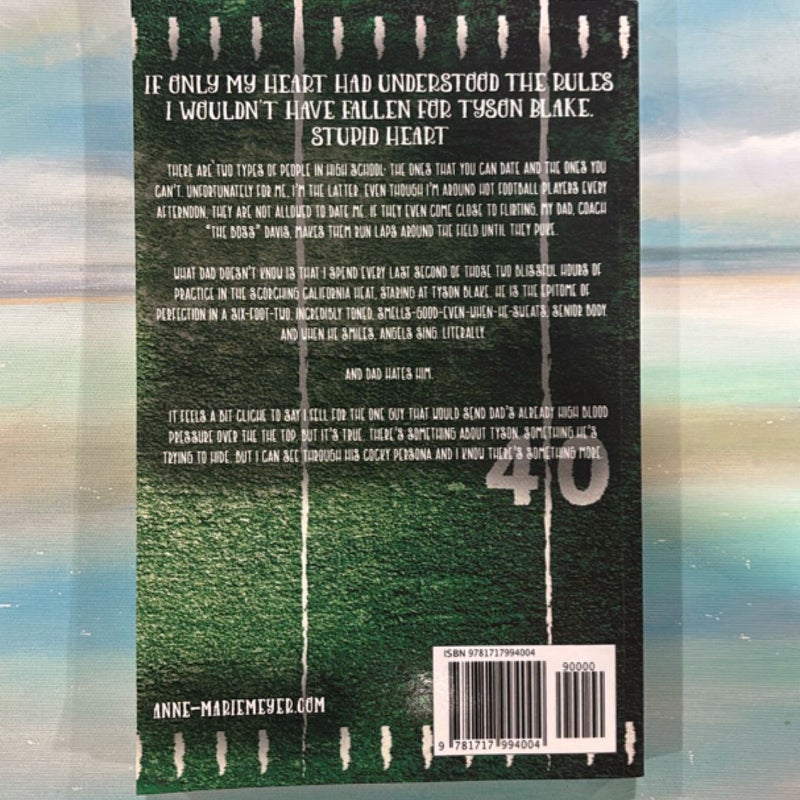 IF ONLY MY HEART HAD UNDERSTOOD THE RULES
I WOULDN'T HAVE FALLEN FOR TYSON BLAKE.
STUPID HEART
THERE ARE TWO TYPES OF PEOPLE IN HIGH SCHOOL: THE ONES THAT YOU CAN DATE AND THE ONES YOU
CAN'T. UNFORTUNATELY FOR ME, I'M THE LATTER. EVEN THOUGH I'M AROUND HOT FOOTBALL PLAYERS EVERY
AFTERNOON, THEY ARE NOT ALLOWED TO DATE ME. IF THEY EVEN COME CLOSE TO FLIRTING, MY DAD, COACH
"THE BOSS" DAVIS, MAKES THEM RUN LAPS AROUND THE FIELD UNTIL THEY PUKE.
WHAT DAD DOESN'T KNOW IS THAT I SPEND EVERY LAST SECOND OF THOSE TWO BLISSFUL HOURS OF
PRACTICE IN THE SCORCHING CALIFORNIA HEAT, STARING AT TYSON BLAKE. HE IS THE EPITOME OF
PERFECTION IN A SIX-FOOT-TWO, INCREDIBLY TONED, SMELLS-GOOD-EVEN-WHEN-HE-SWEATS, SENIOR BODY.
AND WHEN HE SMILES, ANGELS SING. LITERALLY.
AND DAD HATES HIM.
IT FEELS A BIT CLICHE TO SAY I FELL FOR THE ONE GUY THAT WOULD SEND DAD'S ALREADY HIGH BLOOD
PRESSURE OVER THE THE TOP, BUT IT'S TRUE. THERE'S SOMETHING ABOUT TYSON, SOMETHING HE'S
TRYING TO HIDE. BUT I CAN SEE THROUGH HIS COCKY PERSONA AND I KNOW THERE'S SOMETHING MORE.
40
ISBN 9781717994004
90000
9 781717 994004
ANNE-MARIEMEYER.COM